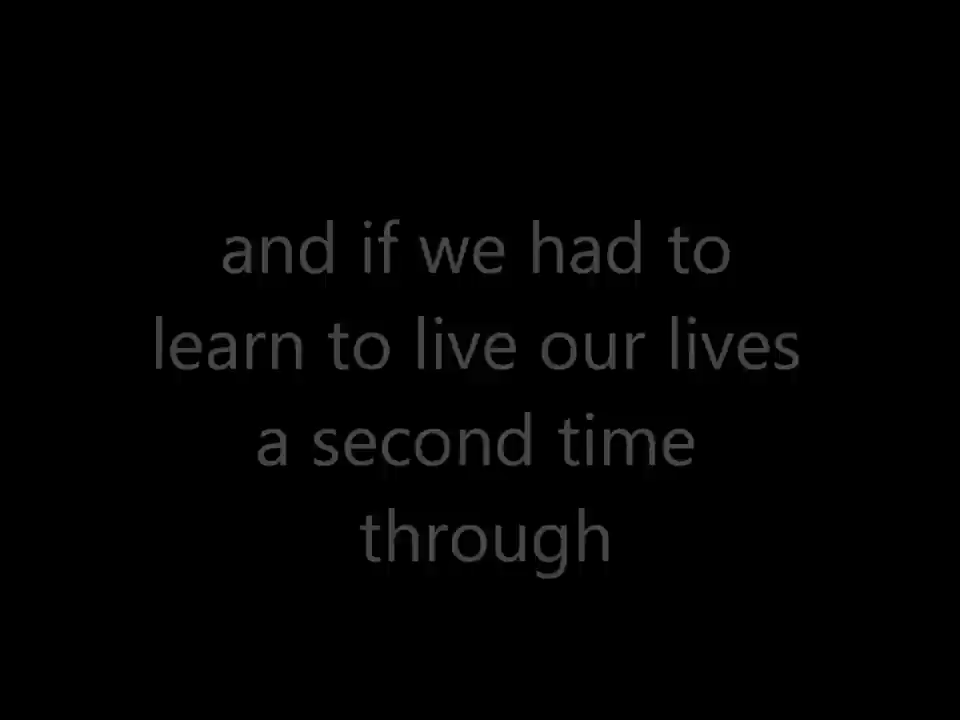 and if we had to
learn to live our lives
a second time
through